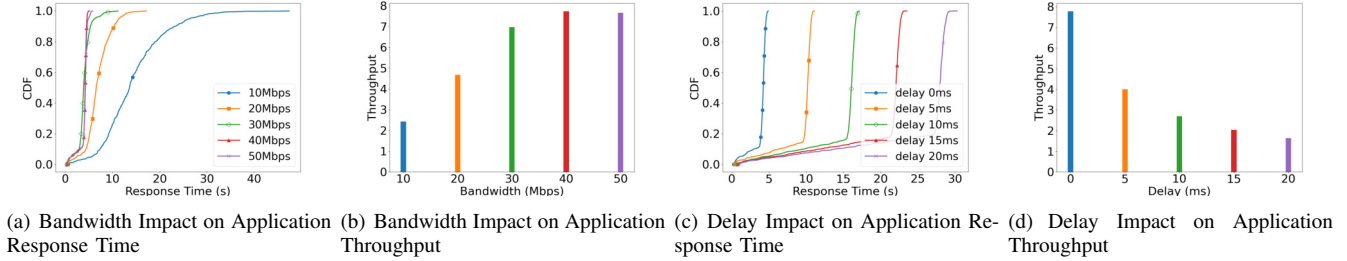 1.0
0.8
0.6
0.4
0.2
0.0
CDF
10Mbps
20Mbps
30Mbps
40Mbps
50Mbps
0 10 20 30 40
Response Time (s)
8
7
6
5
4
3
2
1
0
Throughput
10 20 30 40 50
Bandwidth (Mbps)
1.0
0.8
0.6
0.4
0.2
0.0
CDF
delay 0ms
delay 5ms
delay 10ms
delay 15ms
delay 20ms
0 5 10 15 20 25 30
Response Time (s)
8
7
6
5
4
3
2
1
0
Throughput
0 5 10 15 20
Delay (ms)
(a) Bandwidth Impact on Application
Response Time
(b) Bandwidth Impact on Application
Throughput
(c) Delay Impact on Application Re-
sponse Time
(d) Delay Impact on Application
Throughput